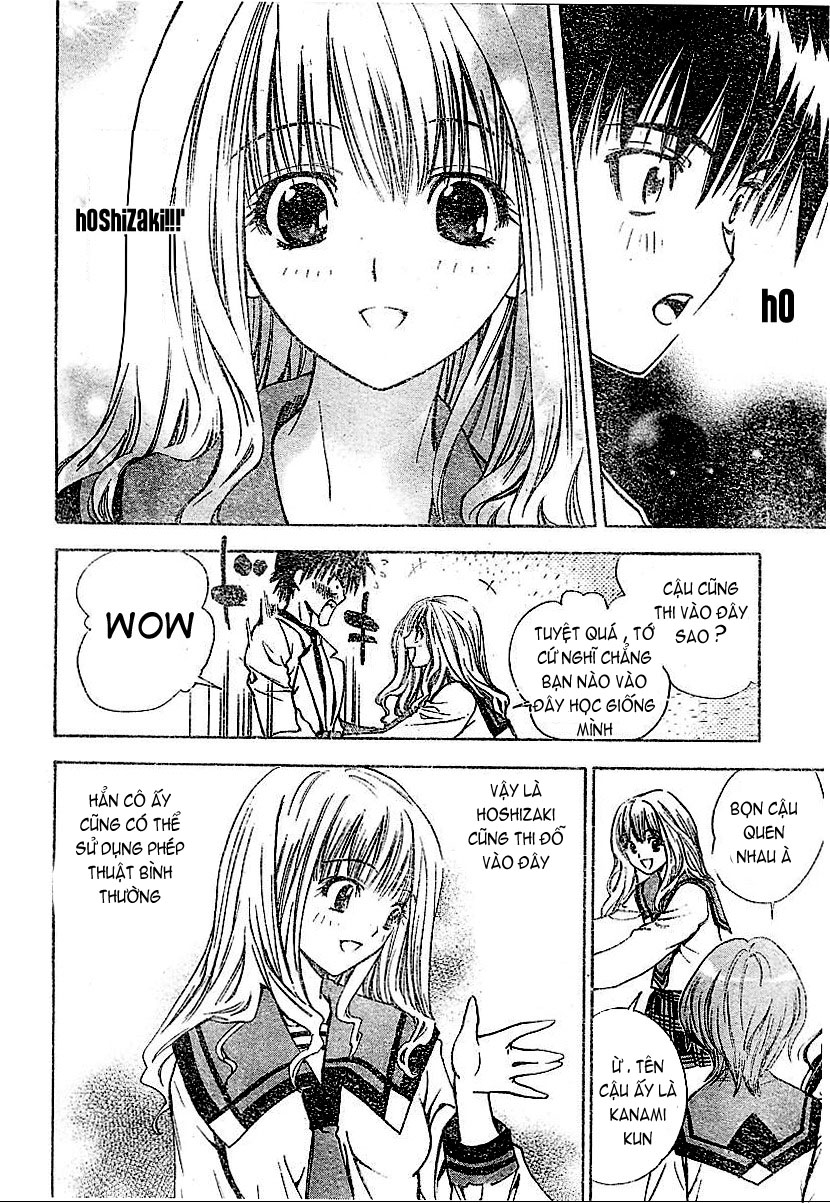 hO
hOShiZaki!!!'
CẬU CŨNG
THI VÀO ĐÂY
SAO ?
TUYỆT QUÁ , TỚ
CỨ NGHĨ CHẲNG
BẠN NÀO VÀO
ĐÂY HỌC GIỐNG
MÌNH
WOW
BỌN CẬU
QUEN
NHAU À
Ừ . TÊN
CẬU ẤY LÀ
KANAMI
KUN
VẬY LÀ
HOSHIZAKI
CŨNG THI ĐỖ
VÀO ĐÂY
HẲN CÔ ẤY
CŨNG CÓ THỂ
SỬ DỤNG PHÉP
THUẬT BÌNH
THƯỜNG